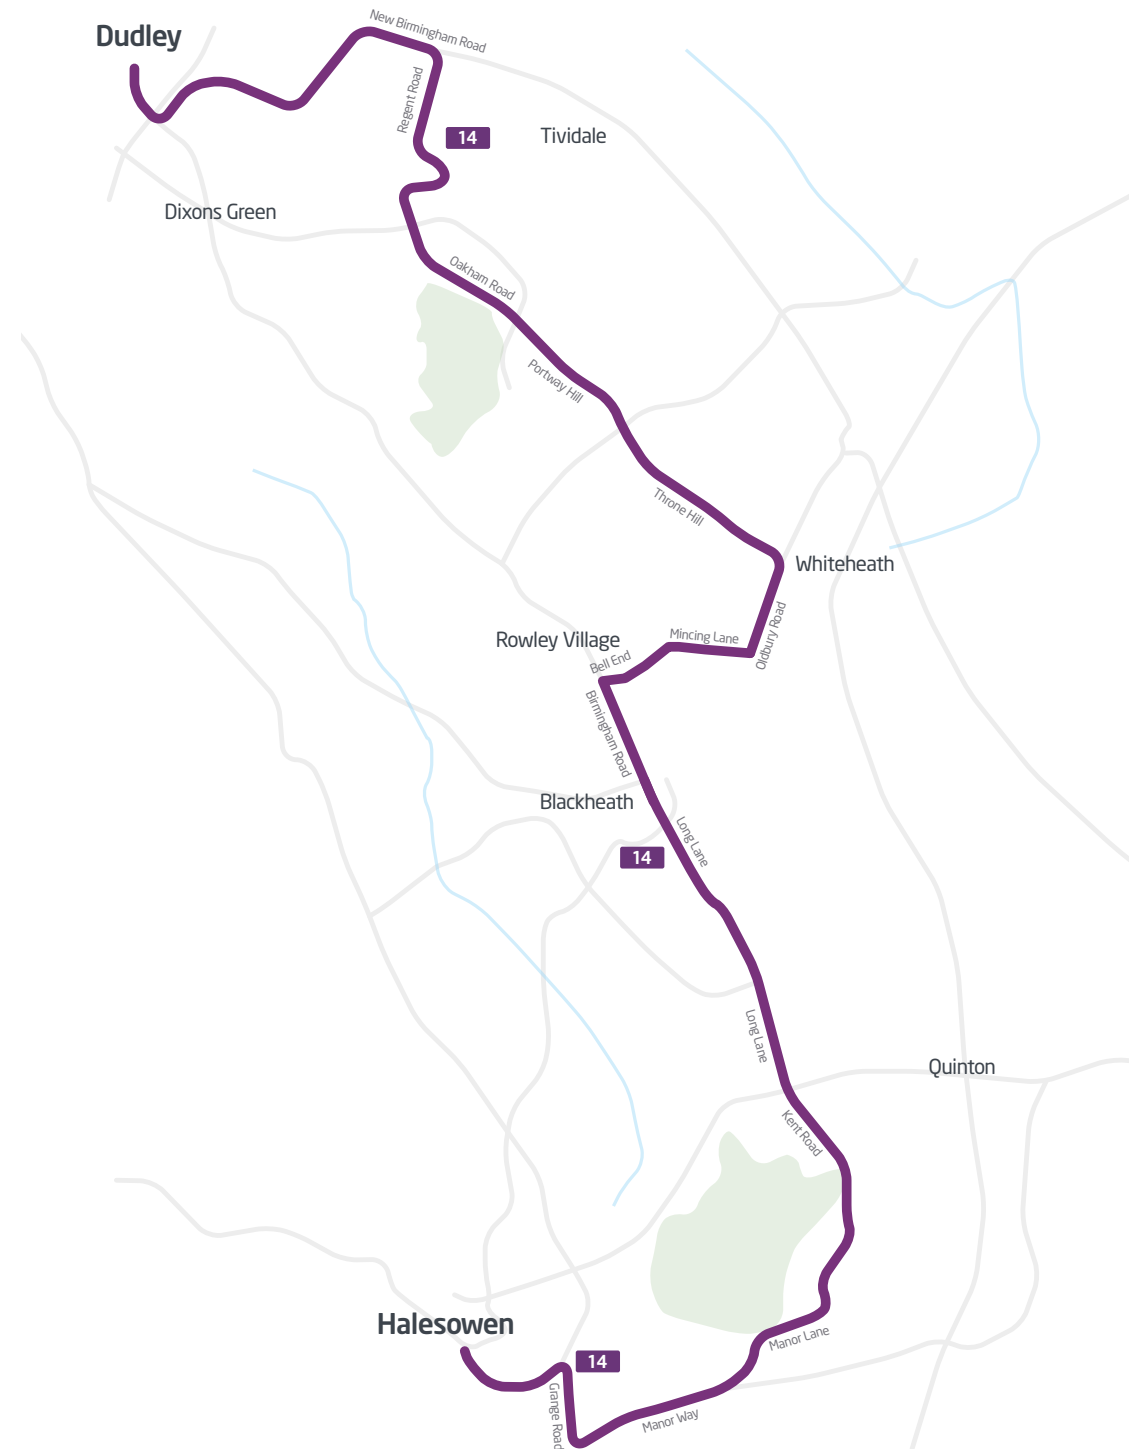 Dudley
New Birmingham Road
Regent Road
14
Tividale
Dixons Green
Oakham Road
Portway Hill
Throne Hill
Whiteheath
Oldbury Road
Mincing Lane
Rowley Village
Bell End
Birmingham Road
Blackheath
Long Lane
14
Long Lane
Quinton
Kent Road
Halesowen
Manor Lane
14
Grange Road
Manor Way